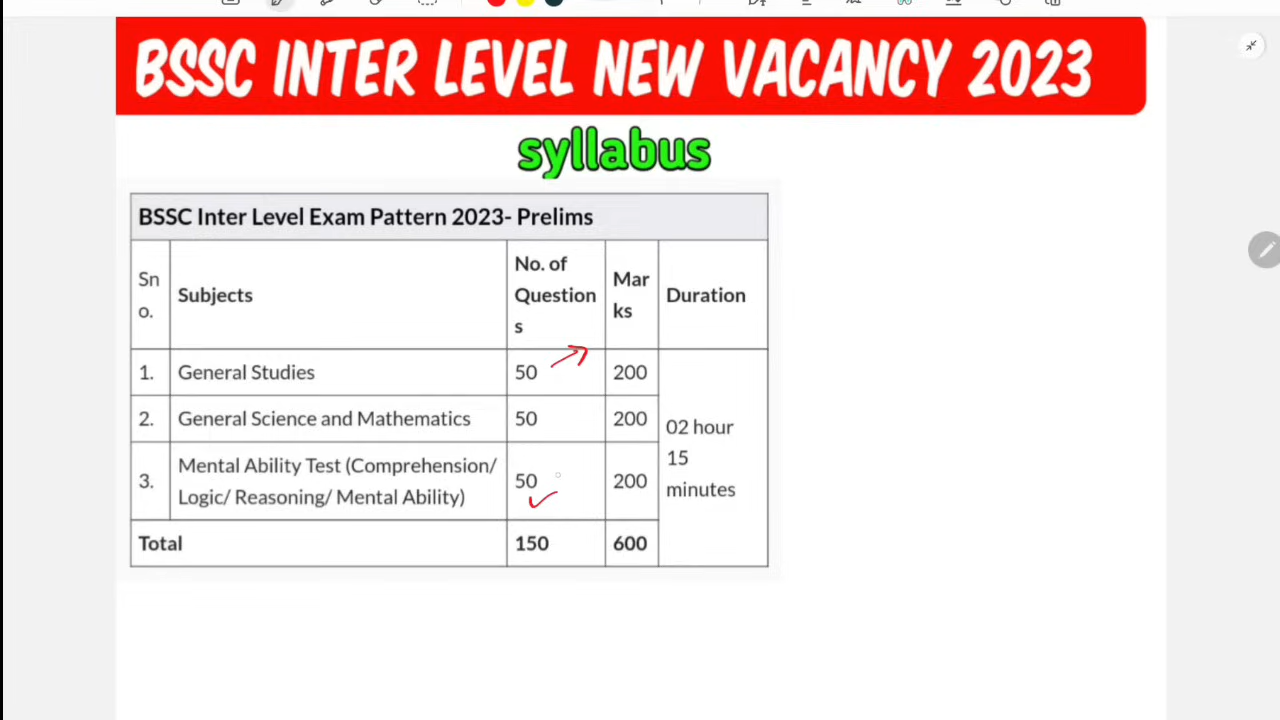 BSSC INTER LEVEL NEW VACANCY 2023
syllabus
BSSC Inter Level Exam Pattern 2023- Prelims
Sn
o.
Subjects
No. of
Question
s
Mar
ks
Duration
1. General Studies 50 200
2. General Science and Mathematics 50 200
3. Mental Ability Test (Comprehension/
Logic/ Reasoning/ Mental Ability) 50 200
02 hour
15
minutes
Total 150 600